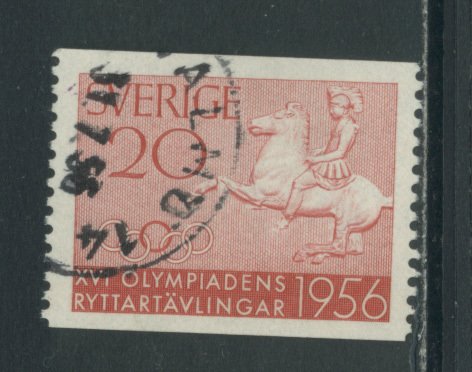 SVERIGE
20
XVI OLYMPIADENS
RYTTARTÄVLINGAR 1956